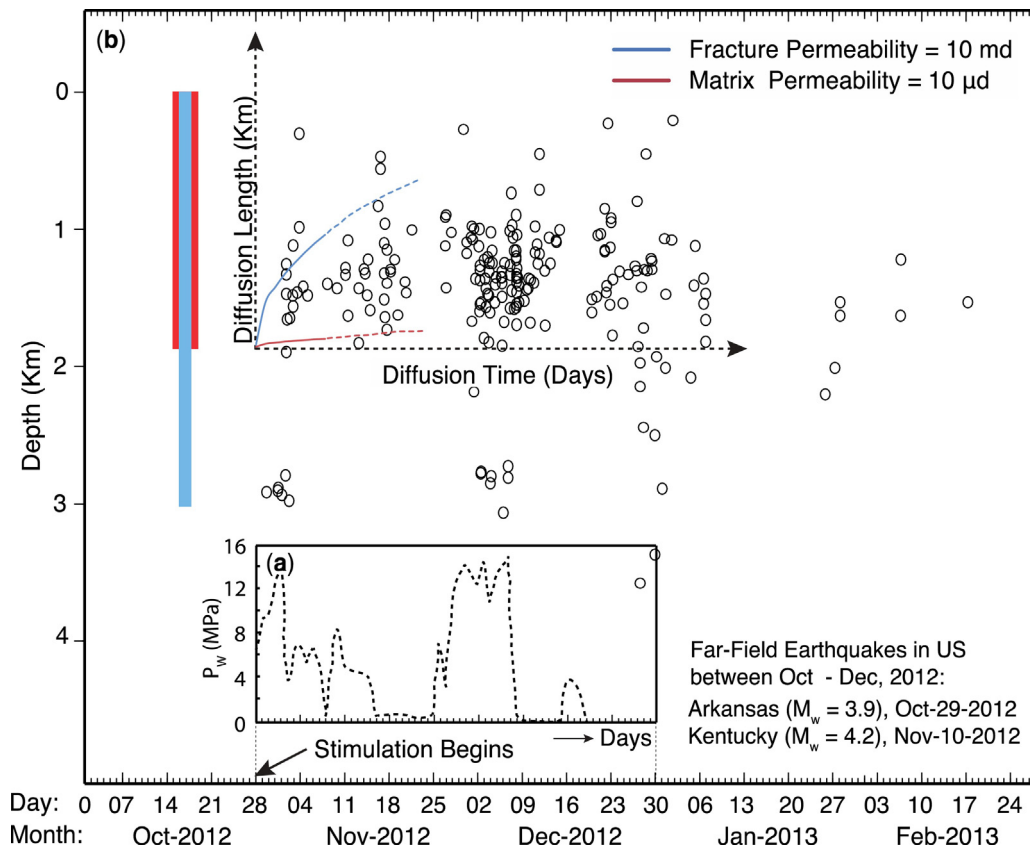 (b)
Fracture Permeability = 10 md
Matrix Permeability = 10 µd
0
1
2
3
4
Depth (Km)
Diffusion Length (Km)
Diffusion Time (Days)
(a)
16
12
8
4
0
P_w (MPa)
Days
Stimulation Begins
Far-Field Earthquakes in US
between Oct - Dec, 2012:
Arkansas (M_w = 3.9), Oct-29-2012
Kentucky (M_w = 4.2), Nov-10-2012
Day: 0 07 14 21 28 04 11 18 25 02 09 16 23 30 06 13 20 27 03 10 17 24
Month: Oct-2012 Nov-2012 Dec-2012 Jan-2013 Feb-2013